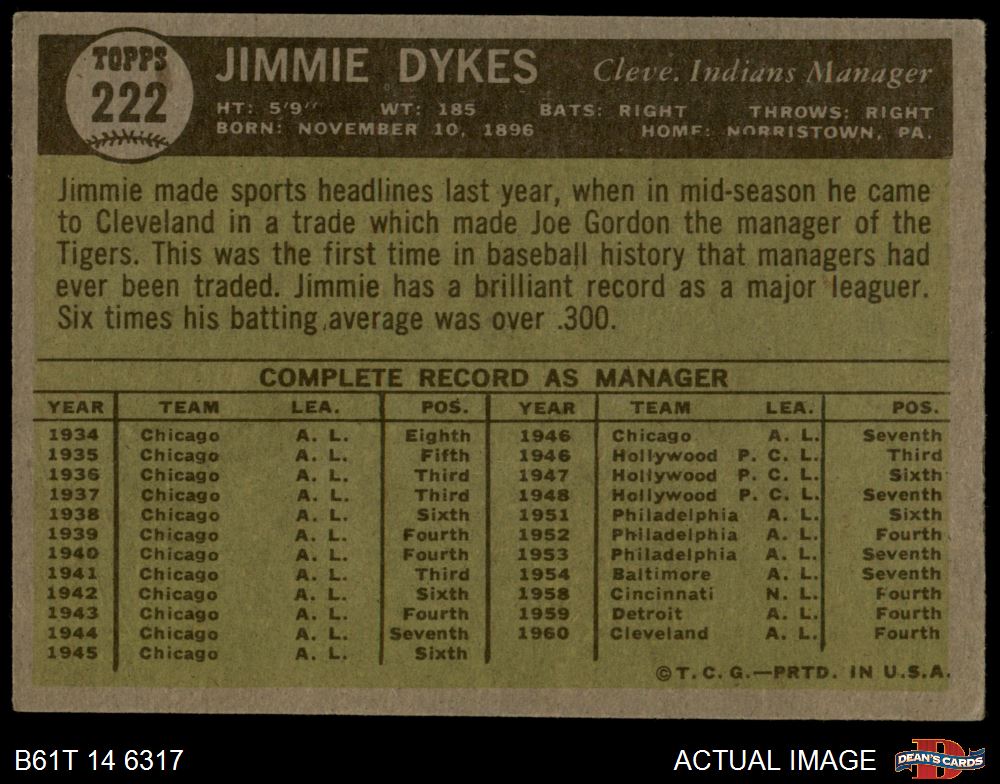 TOPPS
222
JIMMIE DYKES Cleve. Indians Manager
HT: 5'9" WT: 185 BATS: RIGHT THROWS: RIGHT
BORN: NOVEMBER 10, 1896 HOME: NORRISTOWN, PA.
Jimmie made sports headlines last year, when in mid-season he came
to Cleveland in a trade which made Joe Gordon the manager of the
Tigers. This was the first time in baseball history that managers had
ever been traded. Jimmie has a brilliant record as a major leaguer.
Six times his batting average was over .300.
COMPLETE RECORD AS MANAGER
YEAR TEAM LEA. POS. YEAR TEAM LEA. POS.
1934 Chicago A. L. Eighth 1946 Chicago A. L. Seventh
1935 Chicago A. L. Fifth 1946 Hollywood P. C. L. Third
1936 Chicago A. L. Third 1947 Hollywood P. C. L. Sixth
1937 Chicago A. L. Third 1948 Hollywood P. C. L. Seventh
1938 Chicago A. L. Sixth 1951 Philadelphia A. L. Sixth
1939 Chicago A. L. Fourth 1952 Philadelphia A. L. Fourth
1940 Chicago A. L. Fourth 1953 Philadelphia A. L. Seventh
1941 Chicago A. L. Third 1954 Baltimore A. L. Seventh
1942 Chicago A. L. Sixth 1958 Cincinnati N. L. Fourth
1943 Chicago A. L. Fourth 1959 Detroit A. L. Fourth
1944 Chicago A. L. Seventh 1960 Cleveland A. L. Fourth
1945 Chicago A. L. Sixth
©T. C. G.—PRTD. IN U.S.A.
B61T 14 6317 ACTUAL IMAGE D DEAN'S CARDS